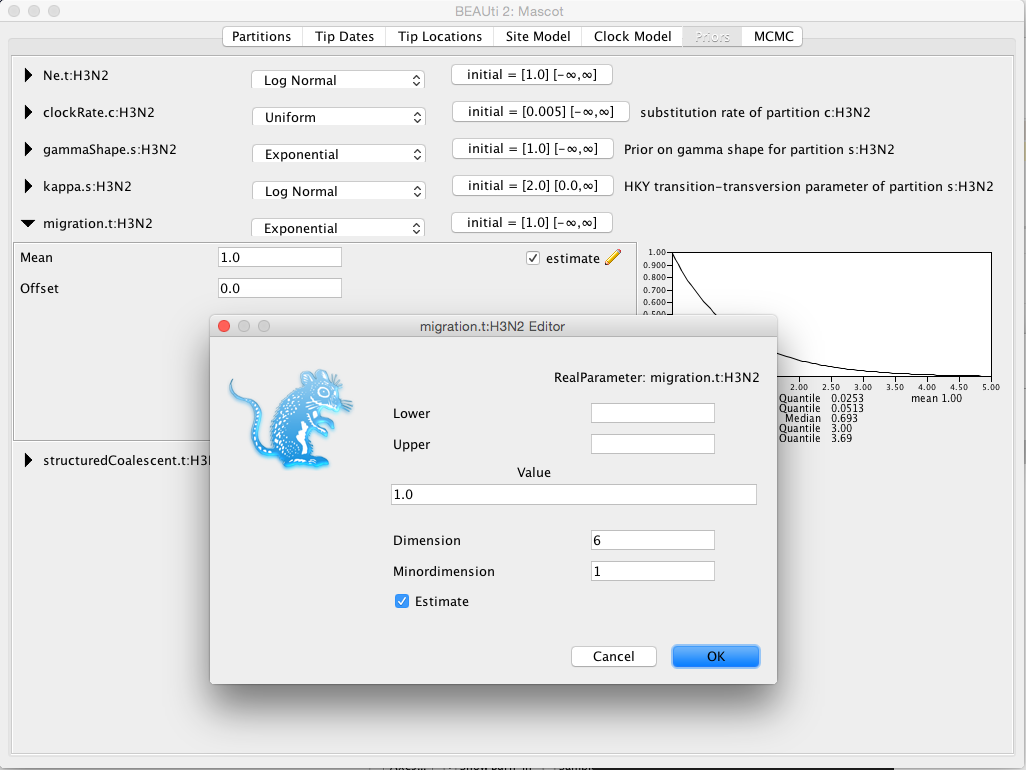 BEAUti 2: Mascot
Partitions Tip Dates Tip Locations Site Model Clock Model Priors MCMC
Ne.t:H3N2 Log Normal initial = [1.0] [-∞,∞]
clockRate.c:H3N2 Uniform initial = [0.005] [-∞,∞] substitution rate of partition c:H3N2
gammaShape.s:H3N2 Exponential initial = [1.0] [-∞,∞] Prior on gamma shape for partition s:H3N2
kappa.s:H3N2 Log Normal initial = [2.0] [0.0,∞] HKY transition-transversion parameter of partition s:H3N2
migration.t:H3N2 Exponential initial = [1.0] [-∞,∞]
Mean 1.0 estimate
Offset 0.0
1.00
0.900
0.800
0.700
0.600
0.500
2.00 2.50 3.00 3.50 4.00 4.50 5.00
Quantile 0.0253 mean 1.00
Quantile 0.0513
Median 0.693
Quantile 3.00
Quantile 3.69
structuredCoalescent.t:H3
migration.t:H3N2 Editor
RealParameter: migration.t:H3N2
Lower
Upper
Value
1.0
Dimension 6
Minordimension 1
Estimate
Cancel OK